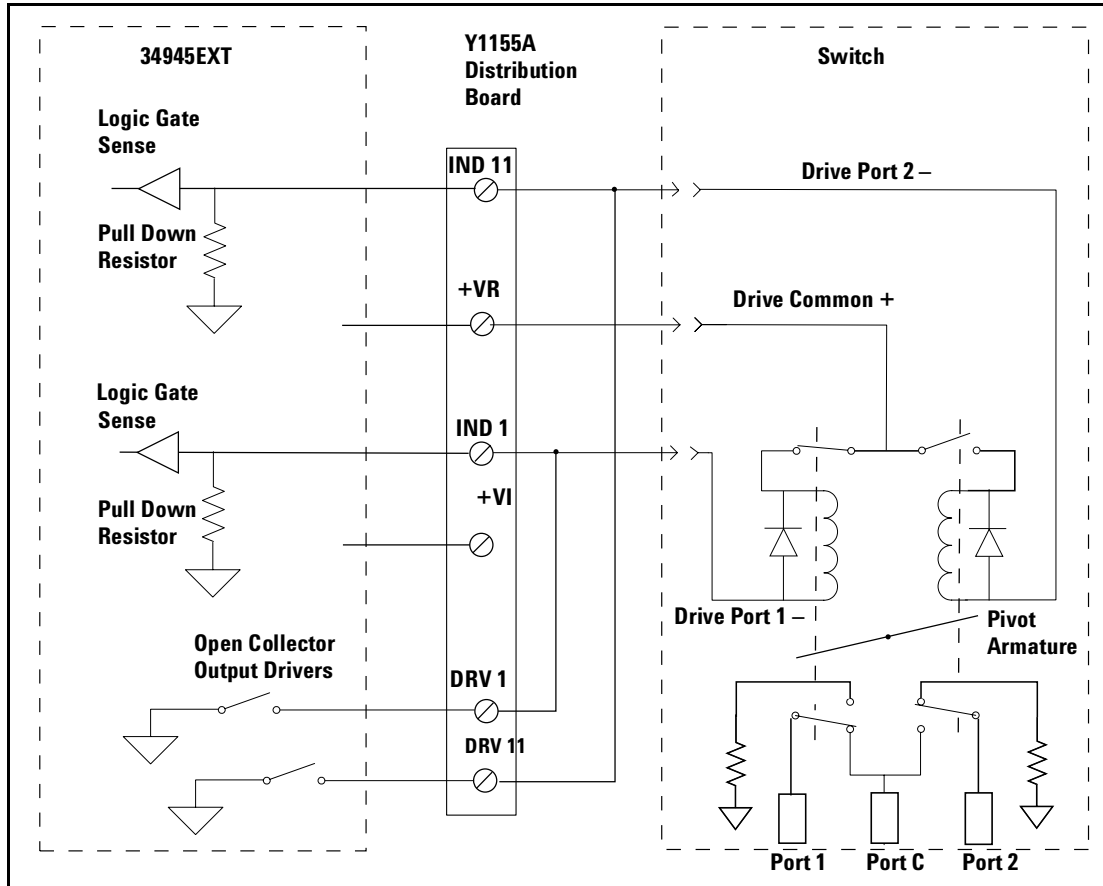 34945EXT
Y1155A
Distribution
Board
Switch
Logic Gate
Sense
IND 11
Drive Port 2 –
Pull Down
Resistor
+VR
Drive Common +
Logic Gate
Sense
IND 1
+VI
Pull Down
Resistor
Drive Port 1 –
Pivot
Armature
Open Collector
Output Drivers
DRV 1
DRV 11
Port 1
Port C
Port 2